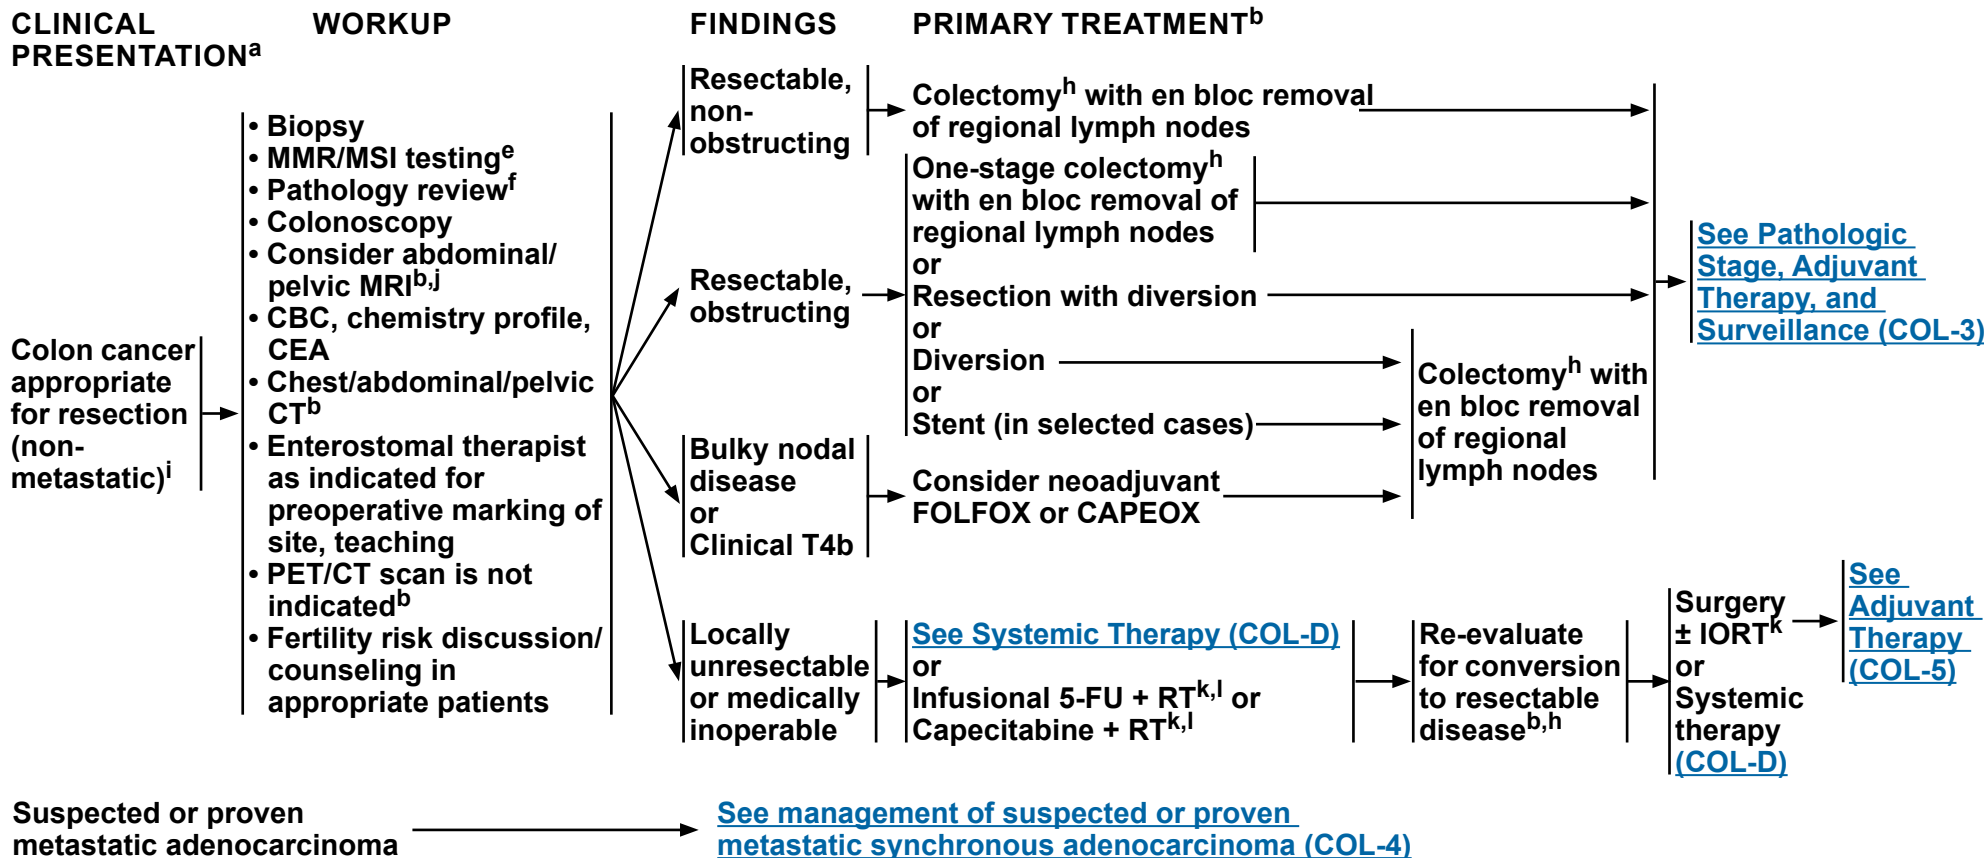 CLINICAL
PRESENTATIONa
WORKUP
FINDINGS
PRIMARY TREATMENTb
Colon cancer
appropriate
for resection
(non-
metastatic)i
• Biopsy
• MMR/MSI testinge
• Pathology reviewf
• Colonoscopy
• Consider abdominal/
pelvic MRIb,j
• CBC, chemistry profile,
CEA
• Chest/abdominal/pelvic
CTb
• Enterostomal therapist
as indicated for
preoperative marking of
site, teaching
• PET/CT scan is not
indicatedb
• Fertility risk discussion/
counseling in
appropriate patients
Resectable,
non-
obstructing
Colectomyh with en bloc removal
of regional lymph nodes
Resectable,
obstructing
One-stage colectomyh
with en bloc removal of
regional lymph nodes
or
Resection with diversion
or
Diversion
or
Stent (in selected cases)
Bulky nodal
disease
or
Clinical T4b
Consider neoadjuvant
FOLFOX or CAPEOX
Colectomyh with
en bloc removal
of regional
lymph nodes
See Pathologic
Stage, Adjuvant
Therapy, and
Surveillance (COL-3)
Locally
unresectable
or medically
inoperable
See Systemic Therapy (COL-D)
or
Infusional 5-FU + RTk,l or
Capecitabine + RTk,l
Re-evaluate
for conversion
to resectable
diseaseb,h
Surgery
± IORTk
or
Systemic
therapy
(COL-D)
See
Adjuvant
Therapy
(COL-5)
Suspected or proven
metastatic adenocarcinoma
See management of suspected or proven
metastatic synchronous adenocarcinoma (COL-4)